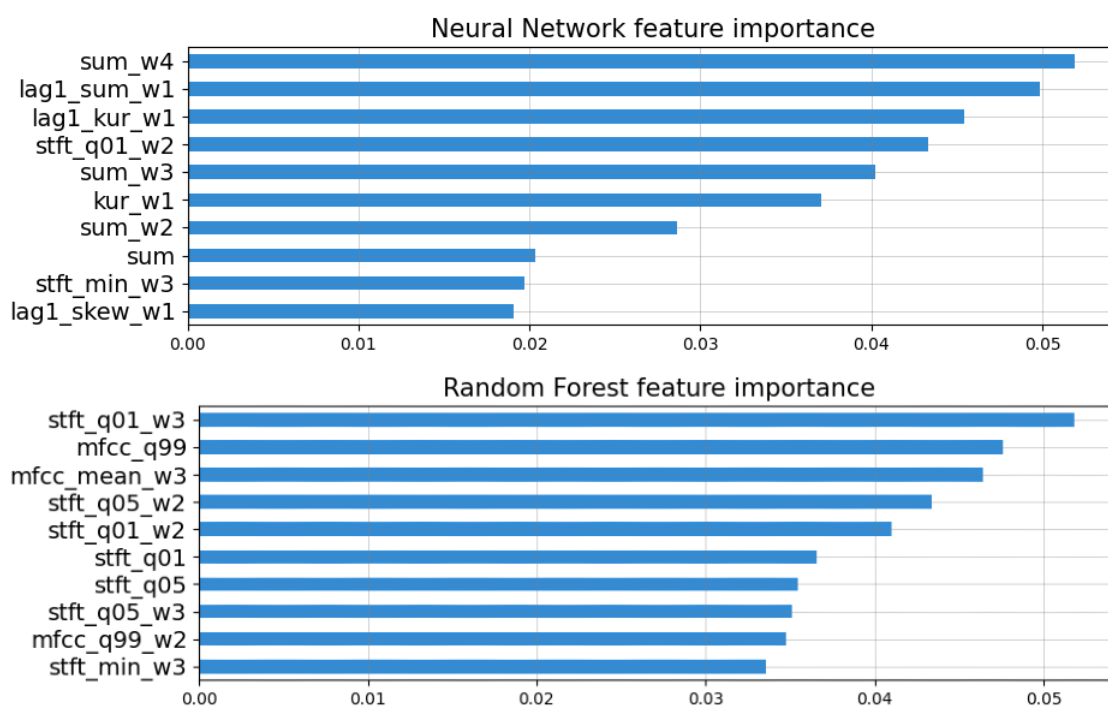 Neural Network feature importance
sum_w4
lag1_sum_w1
lag1_kur_w1
stft_q01_w2
sum_w3
kur_w1
sum_w2
sum
stft_min_w3
lag1_skew_w1
0.00 0.01 0.02 0.03 0.04 0.05
Random Forest feature importance
stft_q01_w3
mfcc_q99
mfcc_mean_w3
stft_q05_w2
stft_q01_w2
stft_q01
stft_q05
stft_q05_w3
mfcc_q99_w2
stft_min_w3
0.00 0.01 0.02 0.03 0.04 0.05